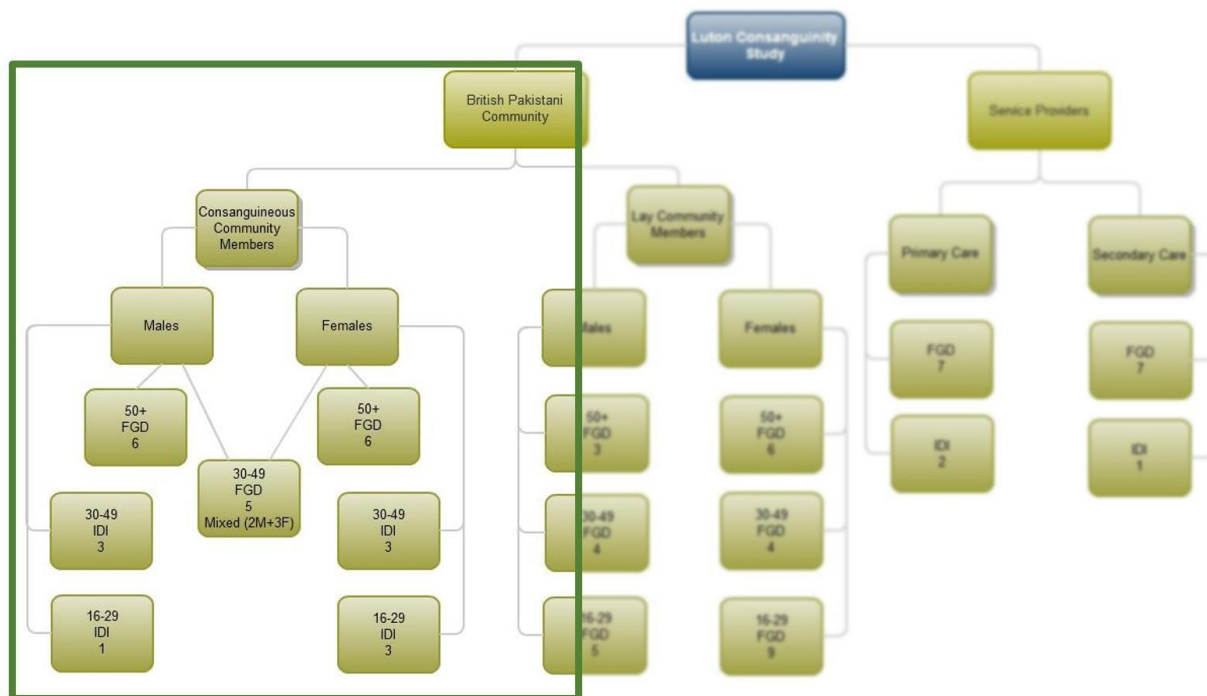 Luton Consanguinity
Study
British Pakistani
Community
Service Providers
Consanguineous
Community
Members
Lay Community
Members
Primary Care
Secondary Care
Males
Females
Males
Females
FGD
7
FGD
7
50+
FGD
6
50+
FGD
6
50+
FGD
3
50+
FGD
6
IDI
2
IDI
1
30-49
FGD
5
Mixed (2M+3F)
30-49
IDI
3
30-49
IDI
3
30-49
FGD
4
30-49
FGD
4
16-29
IDI
1
16-29
IDI
3
16-29
FGD
5
16-29
FGD
9